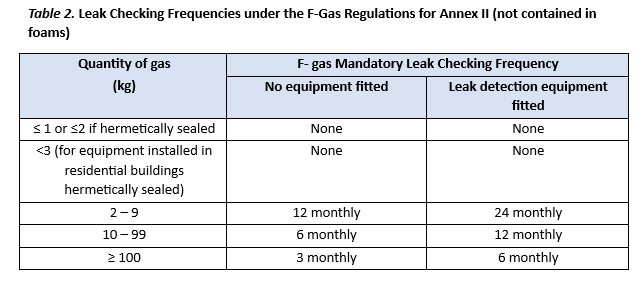 Table 2. Leak Checking Frequencies under the F-Gas Regulations for Annex II (not contained in
foams)
Quantity of gas
(kg)
F- gas Mandatory Leak Checking Frequency
No equipment fitted
Leak detection equipment
fitted
≤ 1 or ≤2 if hermetically sealed
None
None
<3 (for equipment installed in
residential buildings
hermetically sealed)
None
None
2 – 9
12 monthly
24 monthly
10 – 99
6 monthly
12 monthly
≥ 100
3 monthly
6 monthly